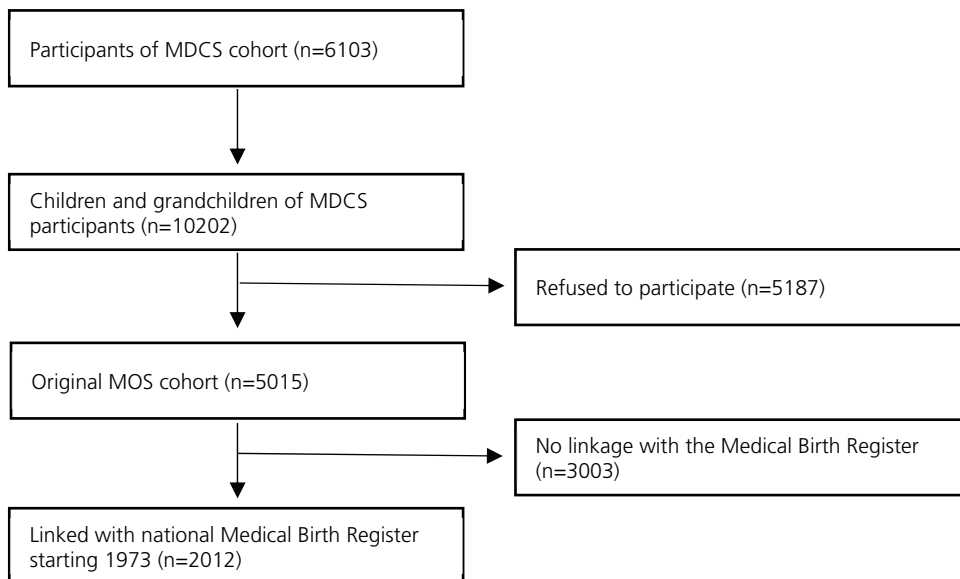 Participants of MDCS cohort (n=6103)
Children and grandchildren of MDCS
participants (n=10202)
Refused to participate (n=5187)
Original MOS cohort (n=5015)
No linkage with the Medical Birth Register
(n=3003)
Linked with national Medical Birth Register
starting 1973 (n=2012)